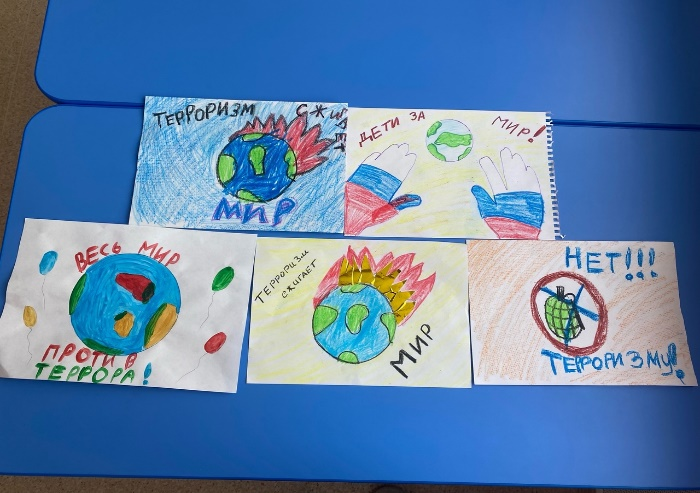 ТЕРРОРИЗМ СЖИГАЕТ
МИР
ДЕТИ ЗА МИР!
ВЕСЬ МИР
ПРОТИВ
ТЕРРОРА!
ТЕРРОРИЗМ
СЖИГАЕТ
МИР
НЕТ!!!
ТЕРРОРИЗМУ!